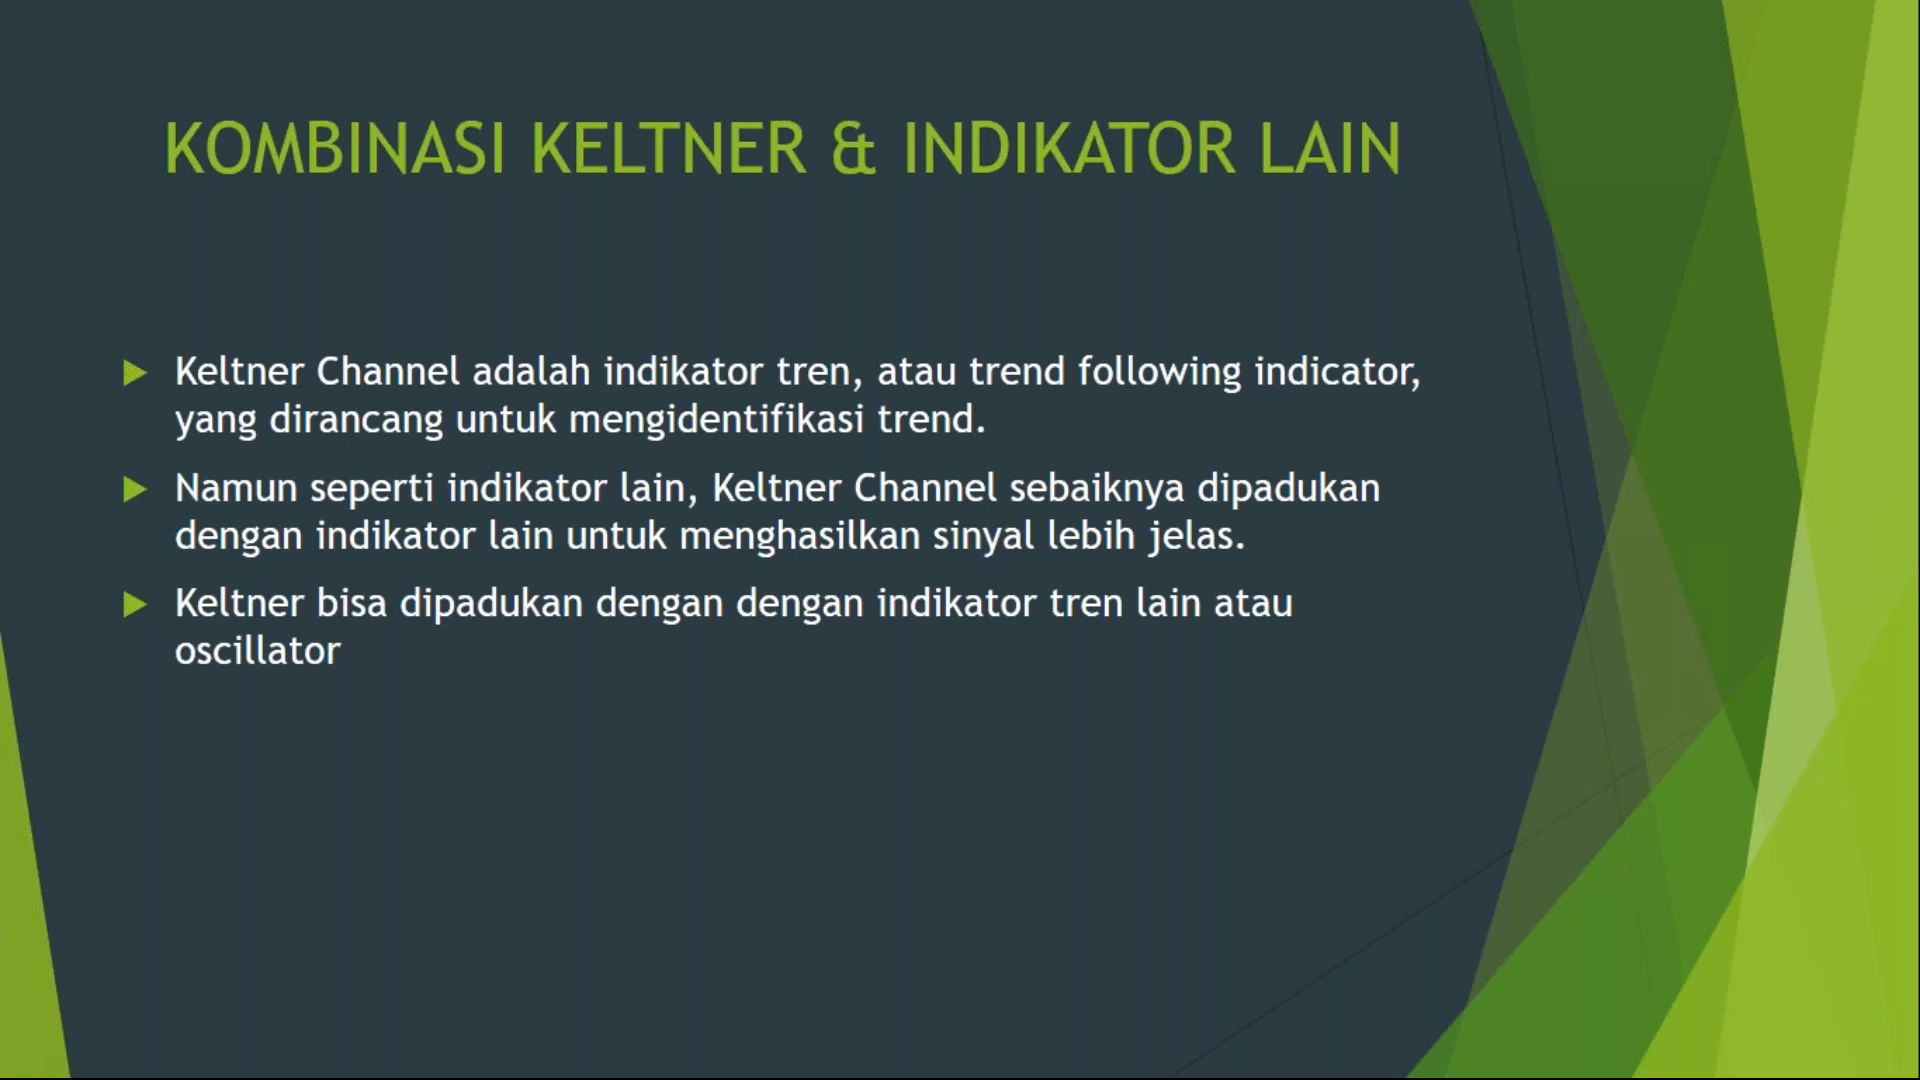 KOMBINASI KELTNER & INDIKATOR LAIN
Keltner Channel adalah indikator tren, atau trend following indicator,
yang dirancang untuk mengidentifikasi trend.
Namun seperti indikator lain, Keltner Channel sebaiknya dipadukan
dengan indikator lain untuk menghasilkan sinyal lebih jelas.
Keltner bisa dipadukan dengan dengan indikator tren lain atau
oscillator